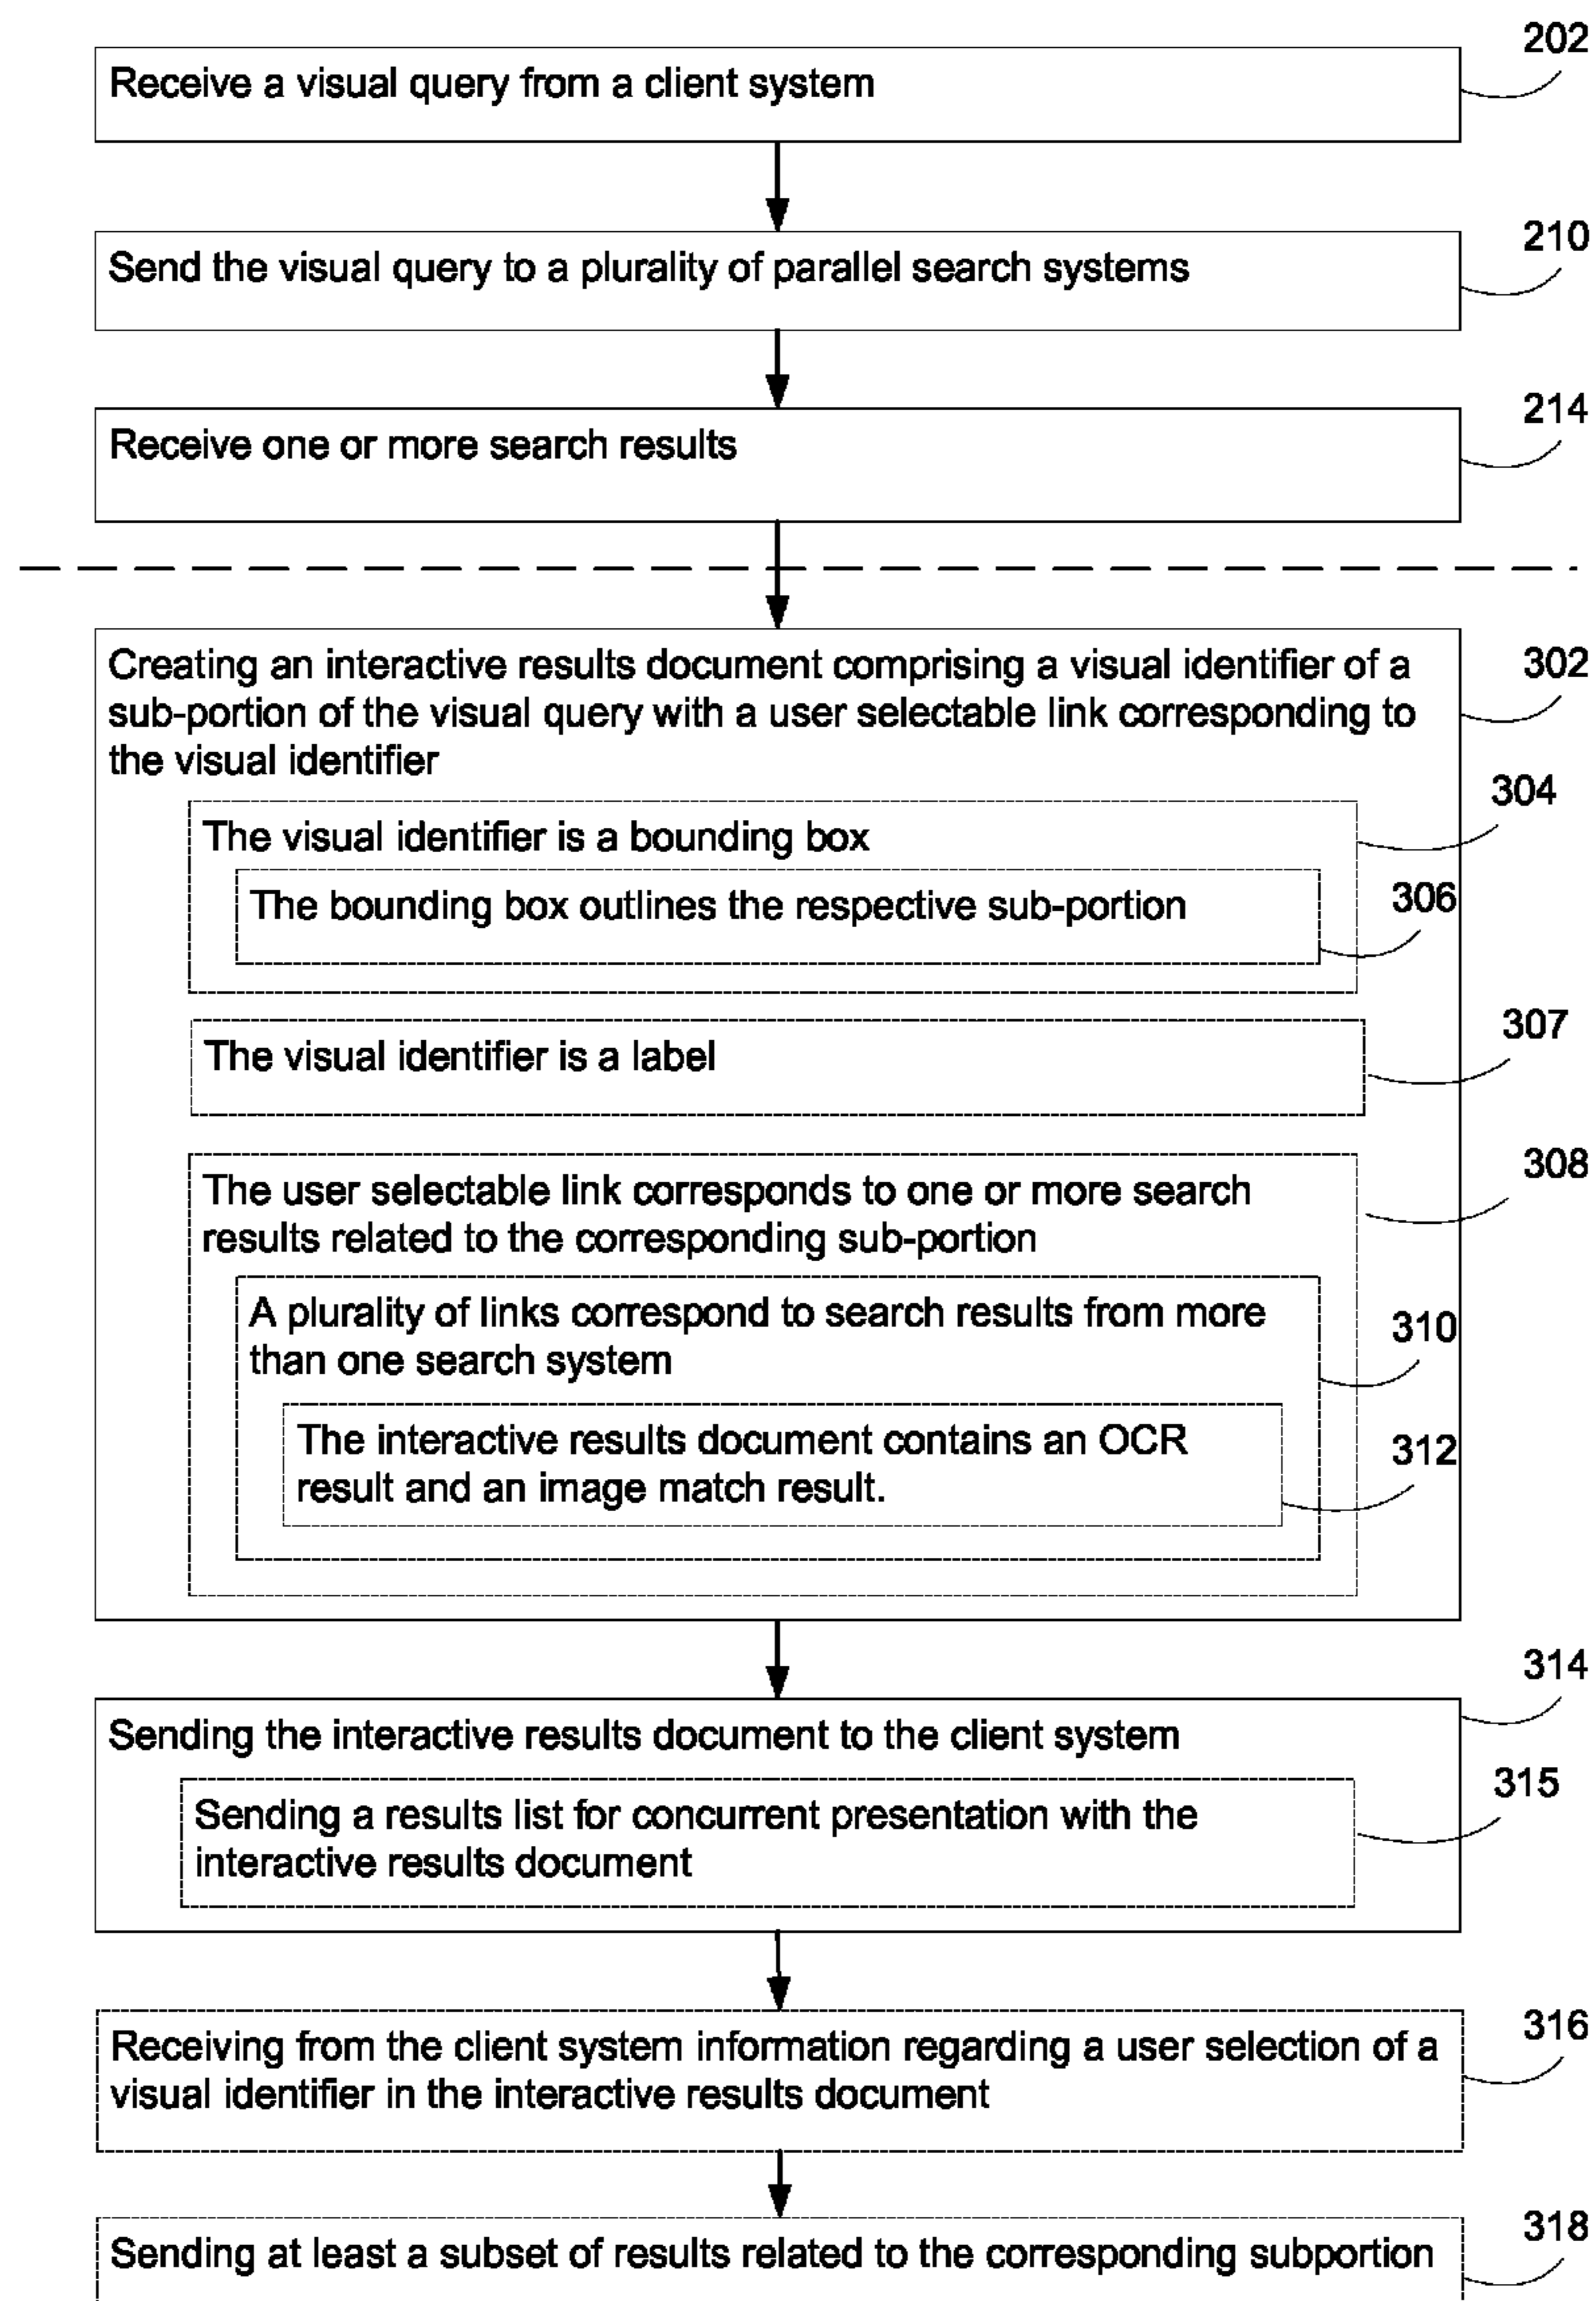 202
Receive a visual query from a client system
210
Send the visual query to a plurality of parallel search systems
214
Receive one or more search results
302
Creating an interactive results document comprising a visual identifier of a
sub-portion of the visual query with a user selectable link corresponding to
the visual identifier
304
The visual identifier is a bounding box
306
The bounding box outlines the respective sub-portion
307
The visual identifier is a label
308
The user selectable link corresponds to one or more search
results related to the corresponding sub-portion
310
A plurality of links correspond to search results from more
than one search system
312
The interactive results document contains an OCR
result and an image match result.
314
Sending the interactive results document to the client system
315
Sending a results list for concurrent presentation with the
interactive results document
316
Receiving from the client system information regarding a user selection of a
visual identifier in the interactive results document
318
Sending at least a subset of results related to the corresponding subportion